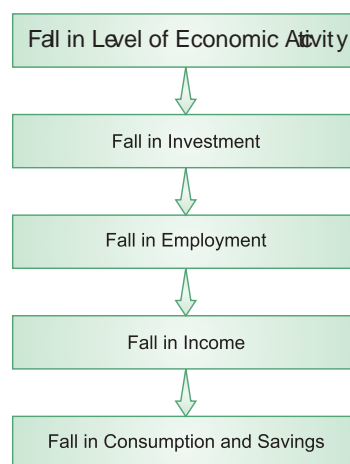 Fall in Level of Economic Activity
Fall in Investment
Fall in Employment
Fall in Income
Fall in Consumption and Savings